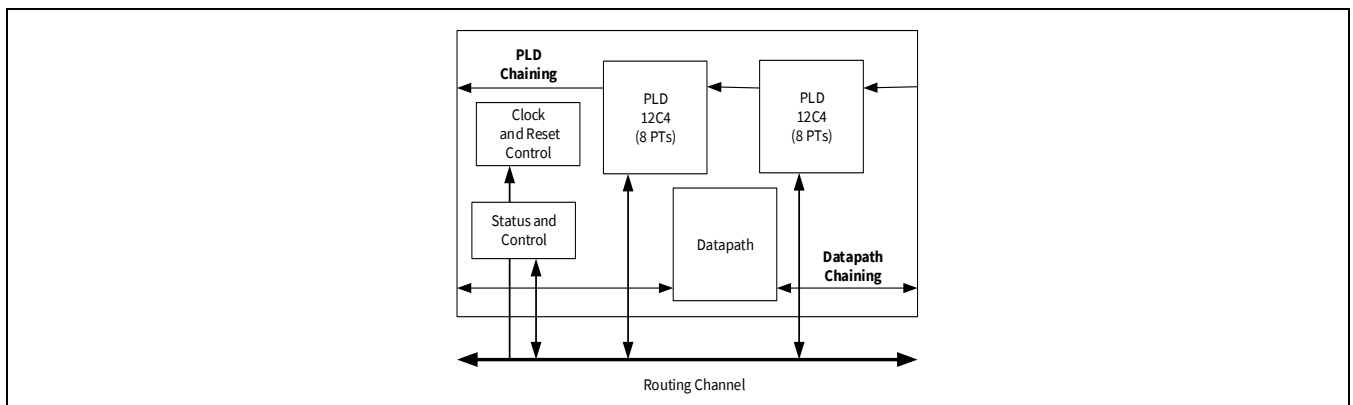 PLD
Chaining
PLD
12C4
(8 PTs)
PLD
12C4
(8 PTs)
Clock
and Reset
Control
Status and
Control
Datapath
Datapath
Chaining
Routing Channel